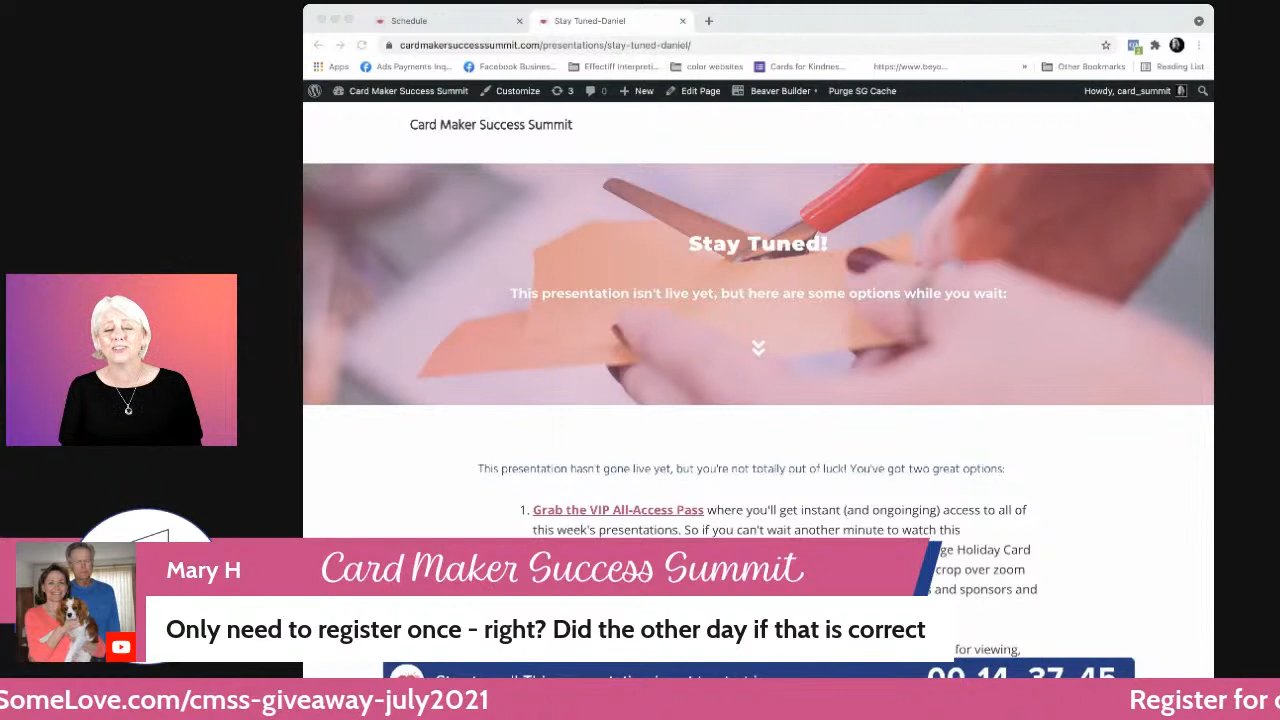 Schedule
Stay Tuned-Daniel
cardmakersuccesssummit.com/presentations/stay-tuned-daniel/
Apps
Ads Payments Inq...
Facebook Busines...
Effectiff Interpreti...
color websites
Cards for Kindnes...
https://www.beyo...
»
Other Bookmarks
Reading List
Card Maker Success Summit
Customize
3
0
New
Edit Page
Beaver Builder
Purge SG Cache
Howdy, card_summit
Card Maker Success Summit
Stay Tuned!
This presentation isn't live yet, but here are some options while you wait:
This presentation hasn't gone live yet, but you're not totally out of luck! You've got two great options:
1. Grab the VIP All-Access Pass where you'll get instant (and ongoinging) access to all of
this week's presentations. So if you can't wait another minute to watch this
ge Holiday Card
crop over zoom
s and sponsors and
for viewing,
Mary H
Card Maker Success Summit
Only need to register once - right? Did the other day if that is correct
SomeLove.com/cmss-giveaway-july2021
Register for